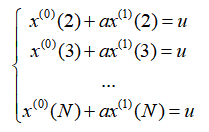 x⁽⁰⁾(2) + ax⁽¹⁾(2) = u
x⁽⁰⁾(3) + ax⁽¹⁾(3) = u
...
x⁽⁰⁾(N) + ax⁽¹⁾(N) = u